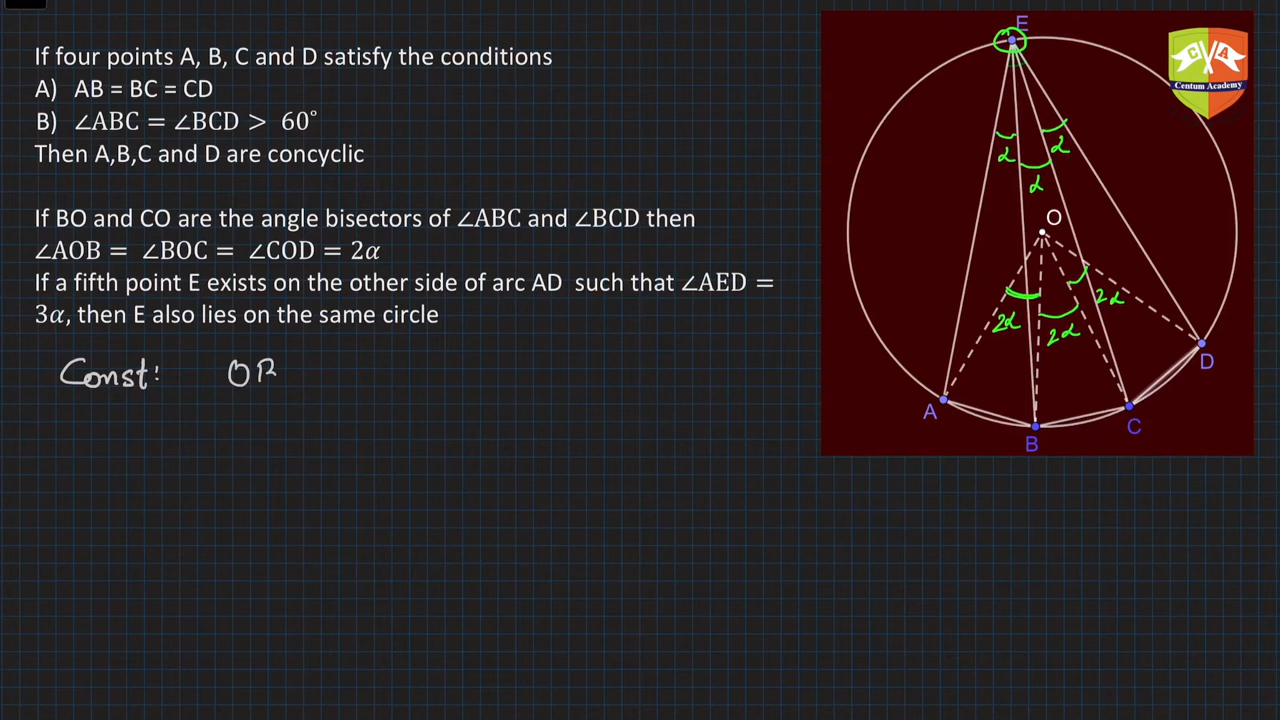 If four points A, B, C and D satisfy the conditions
A) AB = BC = CD
B) ∠ABC = ∠BCD > 60°
Then A,B,C and D are concyclic
If BO and CO are the angle bisectors of ∠ABC and ∠BCD then
∠AOB = ∠BOC = ∠COD = 2α
If a fifth point E exists on the other side of arc AD such that ∠AED =
3α, then E also lies on the same circle
Const: OB
E
C A
Centum Academy
α α
α
O
2α 2α 2α
A B C D